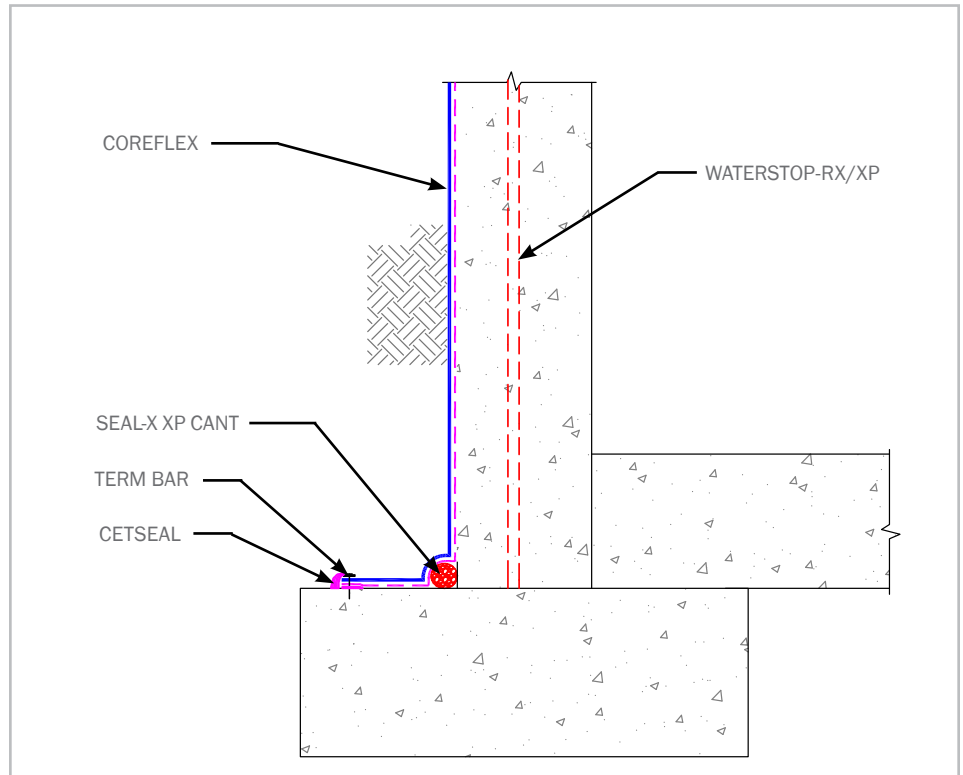 COREFLEX
WATERSTOP-RX/XP
SEAL-X XP CANT
TERM BAR
CETSEAL